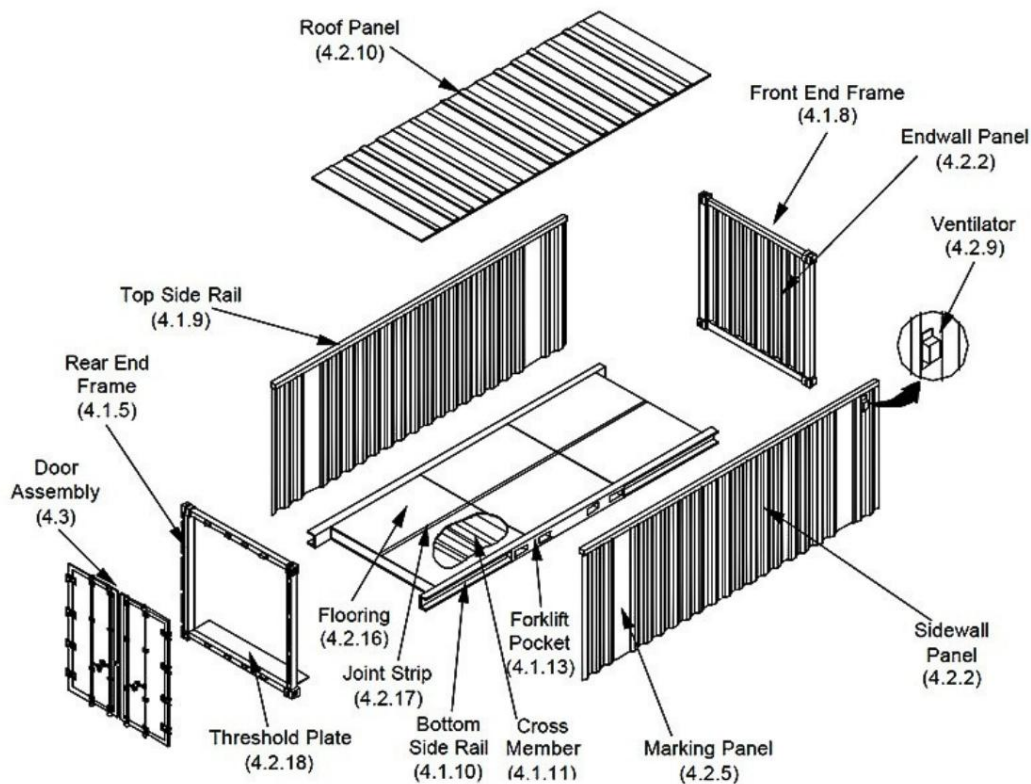 Roof Panel
(4.2.10)
Front End Frame
(4.1.8)
Endwall Panel
(4.2.2)
Ventilator
(4.2.9)
Top Side Rail
(4.1.9)
Rear End
Frame
(4.1.5)
Door
Assembly
(4.3)
Flooring
(4.2.16)
Joint Strip
(4.2.17)
Forklift
Pocket
(4.1.13)
Sidewall
Panel
(4.2.2)
Threshold Plate
(4.2.18)
Bottom
Side Rail
(4.1.10)
Cross
Member
(4.1.11)
Marking Panel
(4.2.5)